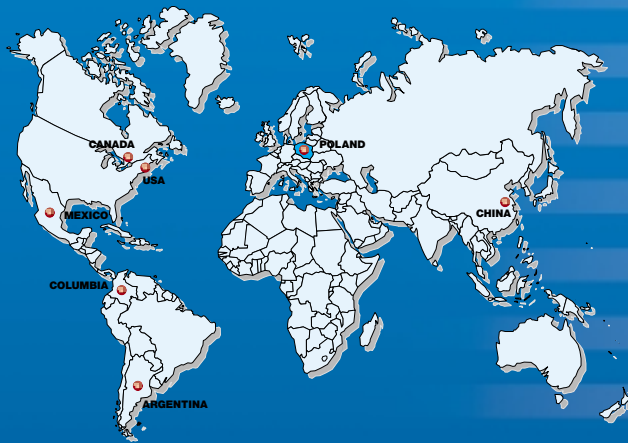 CANADA
POLAND
USA
MEXICO
CHINA
COLUMBIA
ARGENTINA